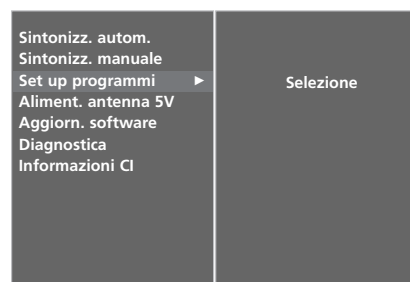 Sintonizz. autom.
Sintonizz. manuale
Set up programmi ►
Selezione
Aliment. antenna 5V
Aggiorn. software
Diagnostica
Informazioni CI